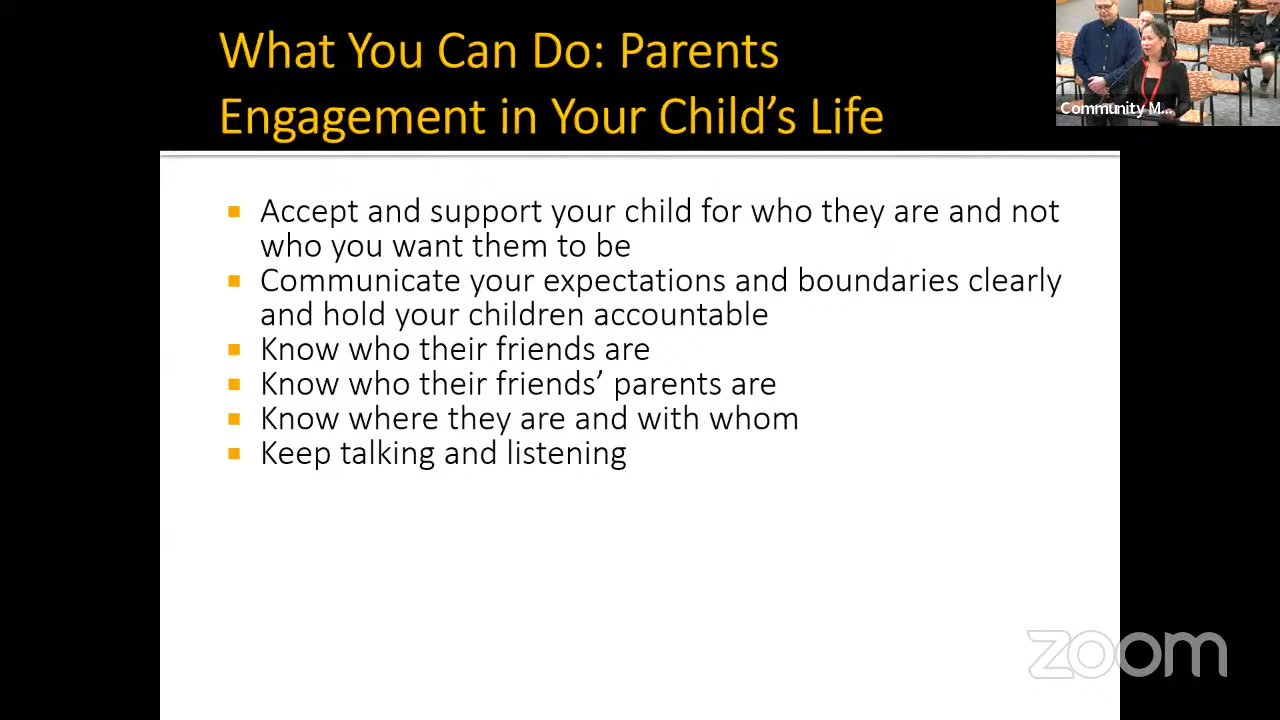 What You Can Do: Parents
Engagement in Your Child’s Life
Community M...
Accept and support your child for who they are and not
who you want them to be
Communicate your expectations and boundaries clearly
and hold your children accountable
Know who their friends are
Know who their friends’ parents are
Know where they are and with whom
Keep talking and listening
zoom